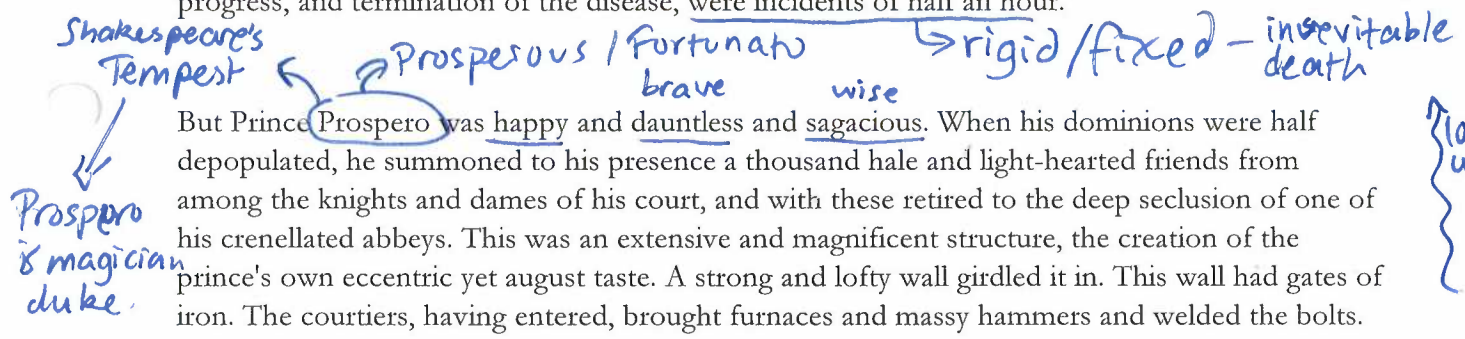 progress, and termination of the disease, were incidents of half an hour.
Shakespeare's
Tempest
Prosperous / Fortunato
rigid/fixed - inevitable
death
brave
wise
But Prince Prospero was happy and dauntless and sagacious. When his dominions were half
depopulated, he summoned to his presence a thousand hale and light-hearted friends from
among the knights and dames of his court, and with these retired to the deep seclusion of one of
his crenellated abbeys. This was an extensive and magnificent structure, the creation of the
prince's own eccentric yet august taste. A strong and lofty wall girdled it in. This wall had gates of
iron. The courtiers, having entered, brought furnaces and massy hammers and welded the bolts.
Prospero
is magician
duke.